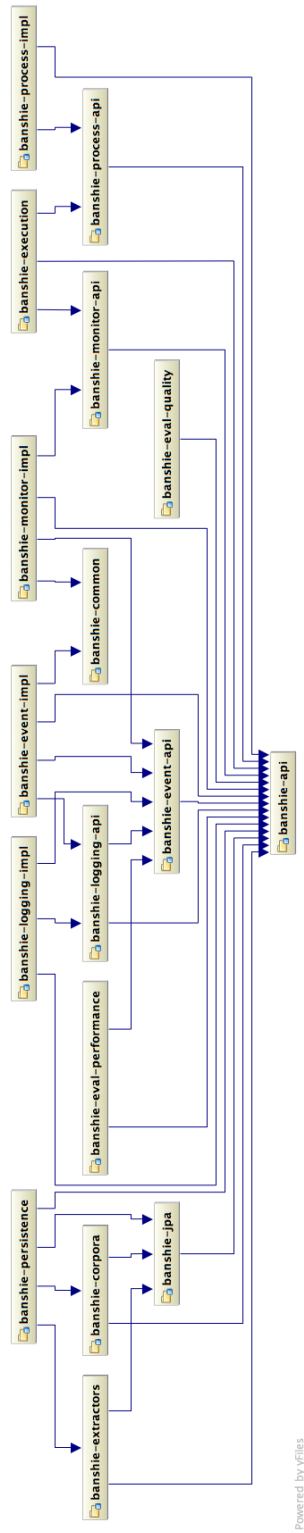 banshie-persistence
banshie-logging-impl
banshie-event-impl
banshie-monitor-impl
banshie-execution
banshie-process-impl
banshie-extractors
banshie-corpora
banshie-eval-performance
banshie-logging-api
banshie-common
banshie-monitor-api
banshie-process-api
banshie-jpa
banshie-event-api
banshie-eval-quality
banshie-api
Powered by yFiles